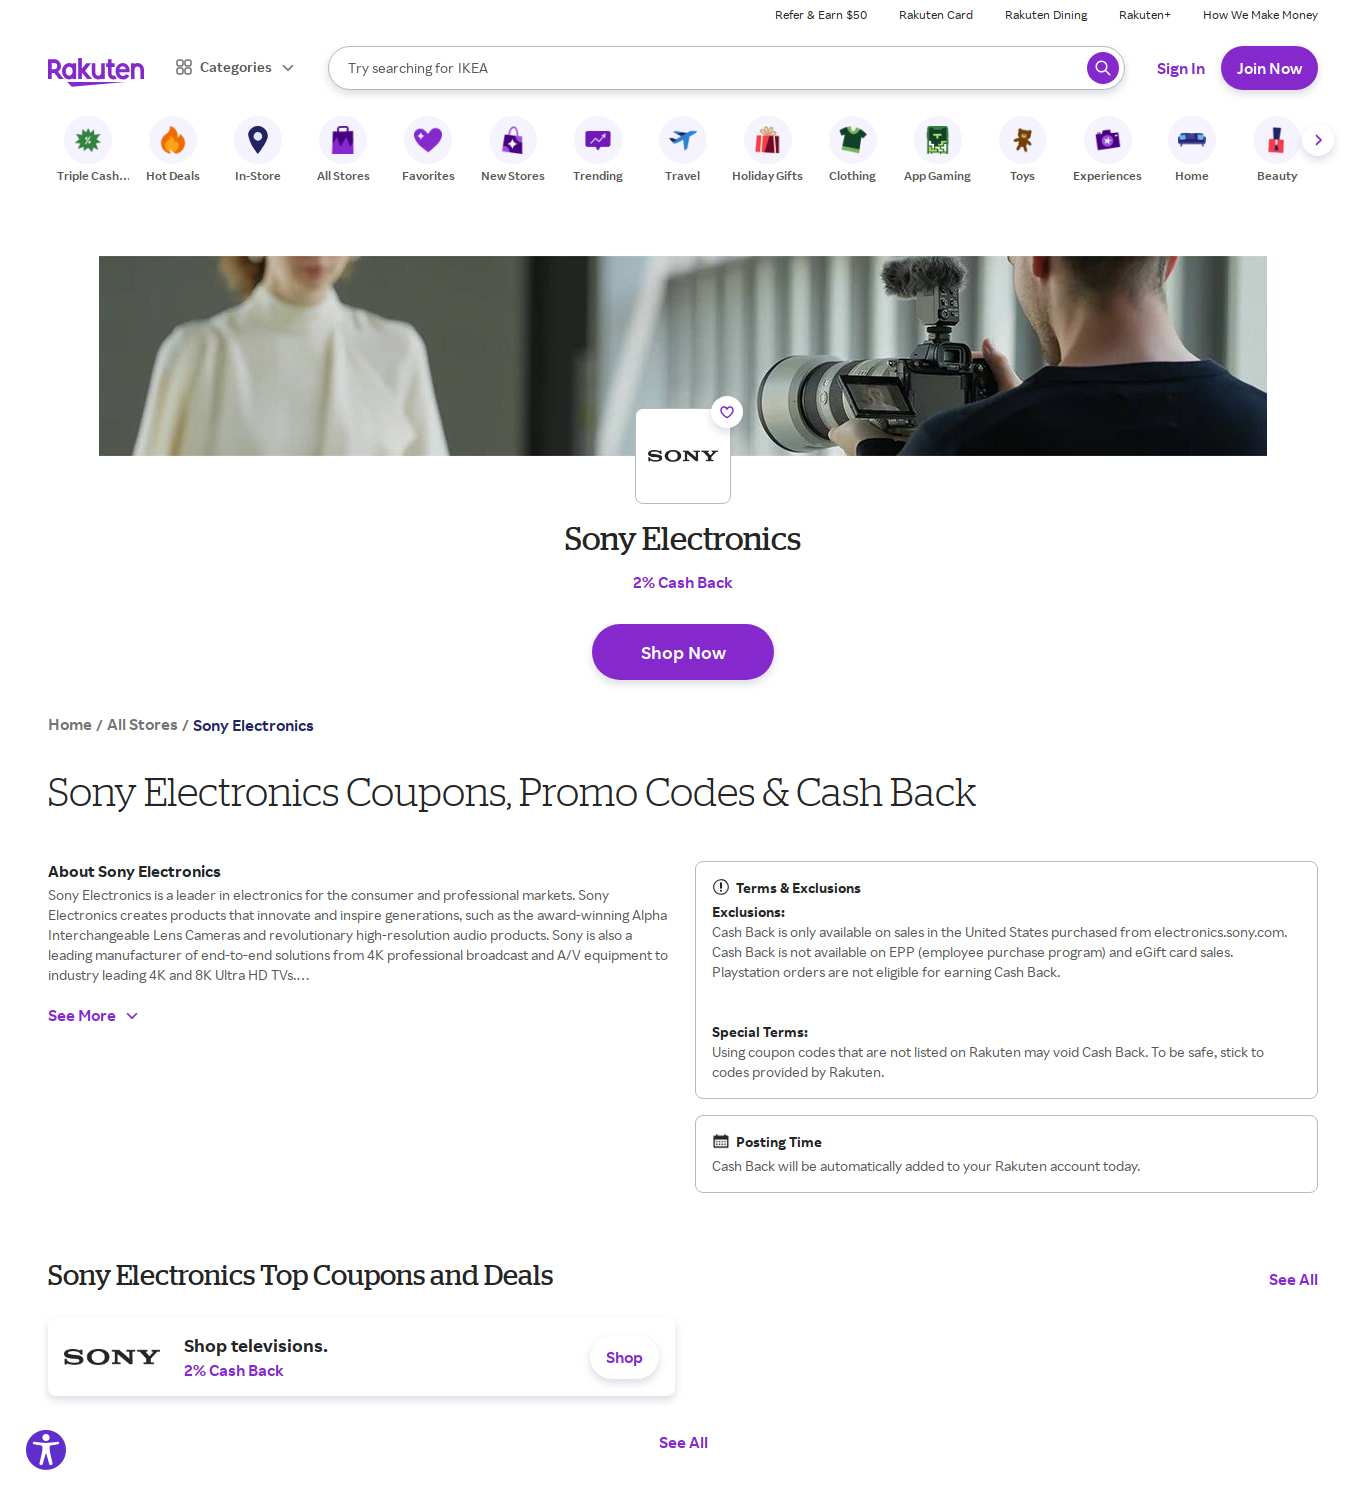 Refer & Earn $50
Rakuten Card
Rakuten Dining
Rakuten+
How We Make Money
Rakuten
Categories
Try searching for IKEA
Sign In
Join Now
Triple Cash...
Hot Deals
In-Store
All Stores
Favorites
New Stores
Trending
Travel
Holiday Gifts
Clothing
App Gaming
Toys
Experiences
Home
Beauty
SONY
Sony Electronics
2% Cash Back
Shop Now
Home / All Stores / Sony Electronics
Sony Electronics Coupons, Promo Codes & Cash Back
About Sony Electronics
Sony Electronics is a leader in electronics for the consumer and professional markets. Sony
Electronics creates products that innovate and inspire generations, such as the award-winning Alpha
Interchangeable Lens Cameras and revolutionary high-resolution audio products. Sony is also a
leading manufacturer of end-to-end solutions from 4K professional broadcast and A/V equipment to
industry leading 4K and 8K Ultra HD TVs.…
See More
Terms & Exclusions
Exclusions:
Cash Back is only available on sales in the United States purchased from electronics.sony.com.
Cash Back is not available on EPP (employee purchase program) and eGift card sales.
Playstation orders are not eligible for earning Cash Back.
Special Terms:
Using coupon codes that are not listed on Rakuten may void Cash Back. To be safe, stick to
codes provided by Rakuten.
Posting Time
Cash Back will be automatically added to your Rakuten account today.
Sony Electronics Top Coupons and Deals
See All
SONY
Shop televisions.
2% Cash Back
Shop
See All